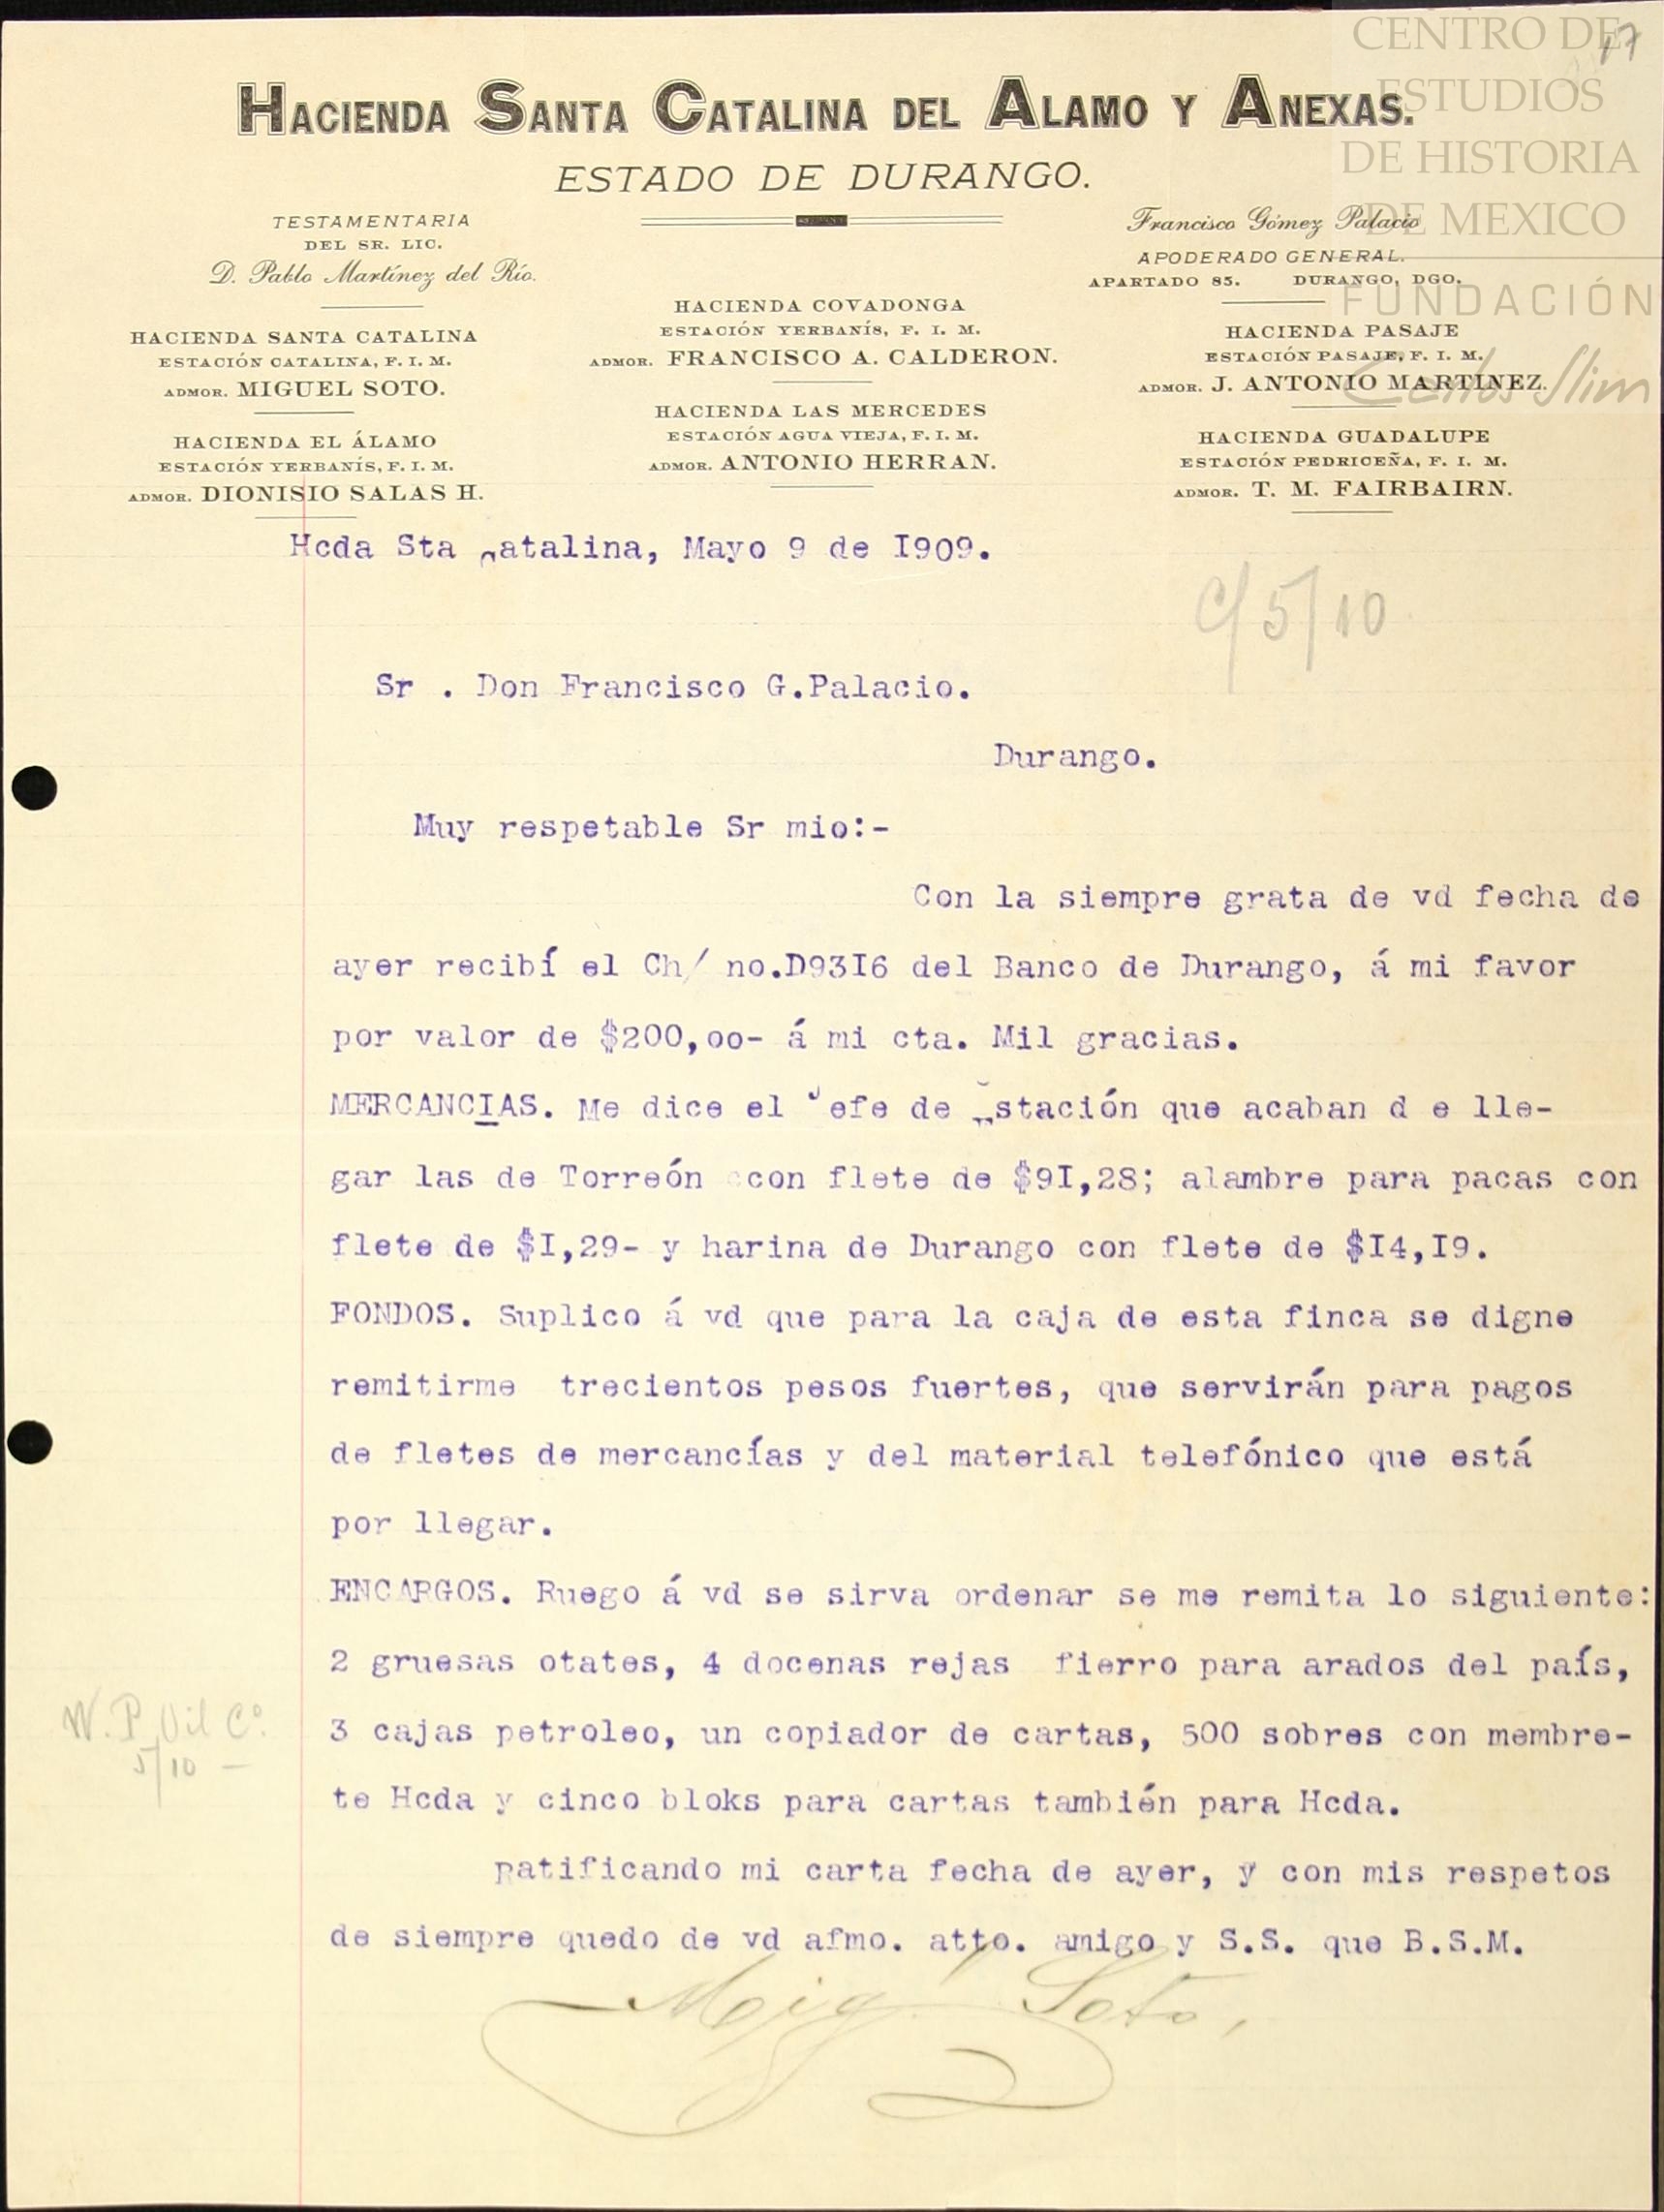 CENTRO DE
ESTUDIOS
DE HISTORIA
DE MEXICO
FUNDACIÓN
Carlos Slim
17
HACIENDA SANTA CATALINA DEL ALAMO Y ANEXAS.
ESTADO DE DURANGO.
TESTAMENTARIA
DEL SR. LIC.
D. Pablo Martínez del Río.
Francisco Gómez Palacio
APODERADO GENERAL.
APARTADO 85. DURANGO, DGO.
HACIENDA SANTA CATALINA
ESTACIÓN CATALINA, F. I. M.
ADMOR. MIGUEL SOTO.
HACIENDA EL ÁLAMO
ESTACIÓN YERBANÍS, F. I. M.
ADMOR. DIONISIO SALAS H.
HACIENDA COVADONGA
ESTACIÓN YERBANÍS, F. I. M.
ADMOR. FRANCISCO A. CALDERON.
HACIENDA LAS MERCEDES
ESTACIÓN AGUA VIEJA, F. I. M.
ADMOR. ANTONIO HERRAN.
HACIENDA PASAJE
ESTACIÓN PASAJE, F. I. M.
ADMOR. J. ANTONIO MARTINEZ.
HACIENDA GUADALUPE
ESTACIÓN PEDRICEÑA, F. I. M.
ADMOR. T. M. FAIRBAIRN.
Hcda Sta Catalina, Mayo 9 de I909.
C/5/10
Sr . Don Francisco G.Palacio.
Durango.
Muy respetable Sr mio:-
Con la siempre grata de vd fecha de
ayer recibí el Ch/ no.D93I6 del Banco de Durango, á mi favor
por valor de $200,oo- á mi cta. Mil gracias.
MERCANCIAS. Me dice el Jefe de Estación que acaban d e lle-
gar las de Torreón con flete de $9I,28; alambre para pacas con
flete de $I,29- y harina de Durango con flete de $I4,I9.
FONDOS. Suplico á vd que para la caja de esta finca se digne
remitirme trecientos pesos fuertes, que servirán para pagos
de fletes de mercancías y del material telefónico que está
por llegar.
ENCARGOS. Ruego á vd se sirva ordenar se me remita lo siguiente:
2 gruesas otates, 4 docenas rejas fierro para arados del país,
3 cajas petroleo, un copiador de cartas, 500 sobres con membre-
te Hcda y cinco bloks para cartas también para Hcda.
W. P. Oil Co.
5/10 —
Ratificando mi carta fecha de ayer, y con mis respetos
de siempre quedo de vd afmo. atto. amigo y S.S. que B.S.M.
Mig. Soto,